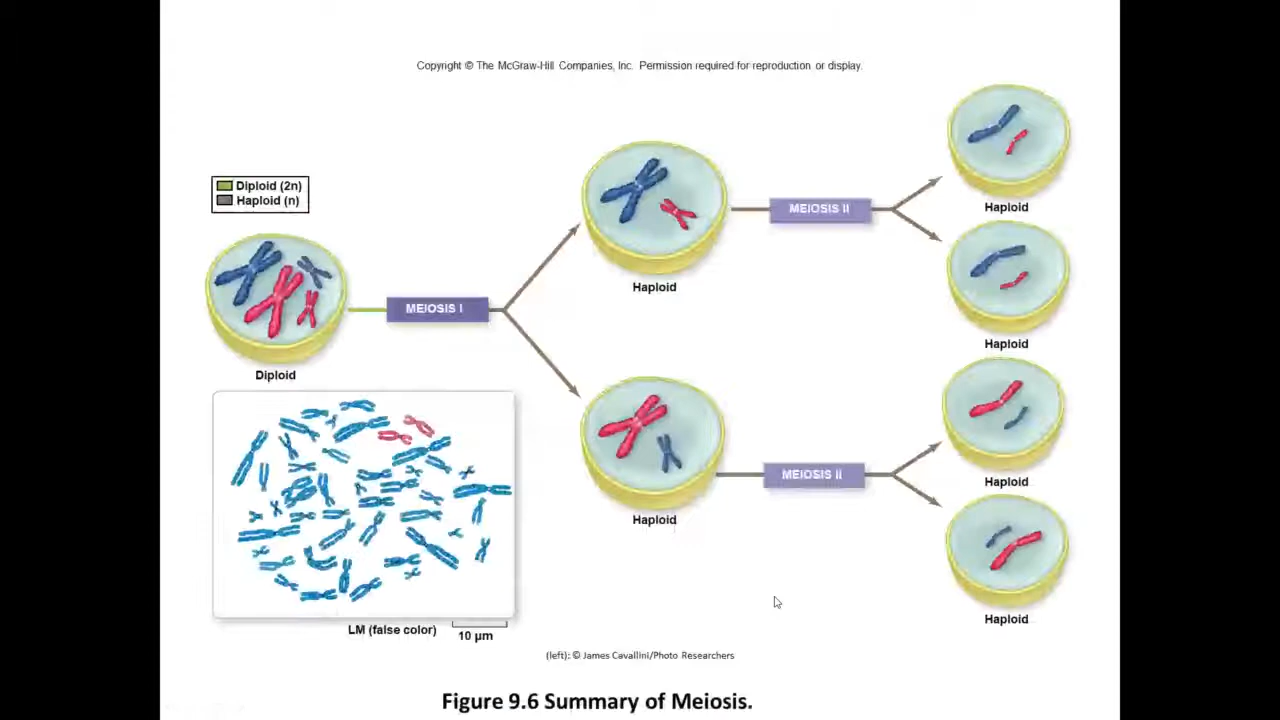 Copyright © The McGraw-Hill Companies, Inc. Permission required for reproduction or display.
Diploid (2n)
Haploid (n)
Diploid
MEIOSIS I
Haploid
MEIOSIS II
Haploid
Haploid
Haploid
MEIOSIS II
Haploid
Haploid
LM (false color)
10 µm
(left): © James Cavallini/Photo Researchers
Figure 9.6 Summary of Meiosis.